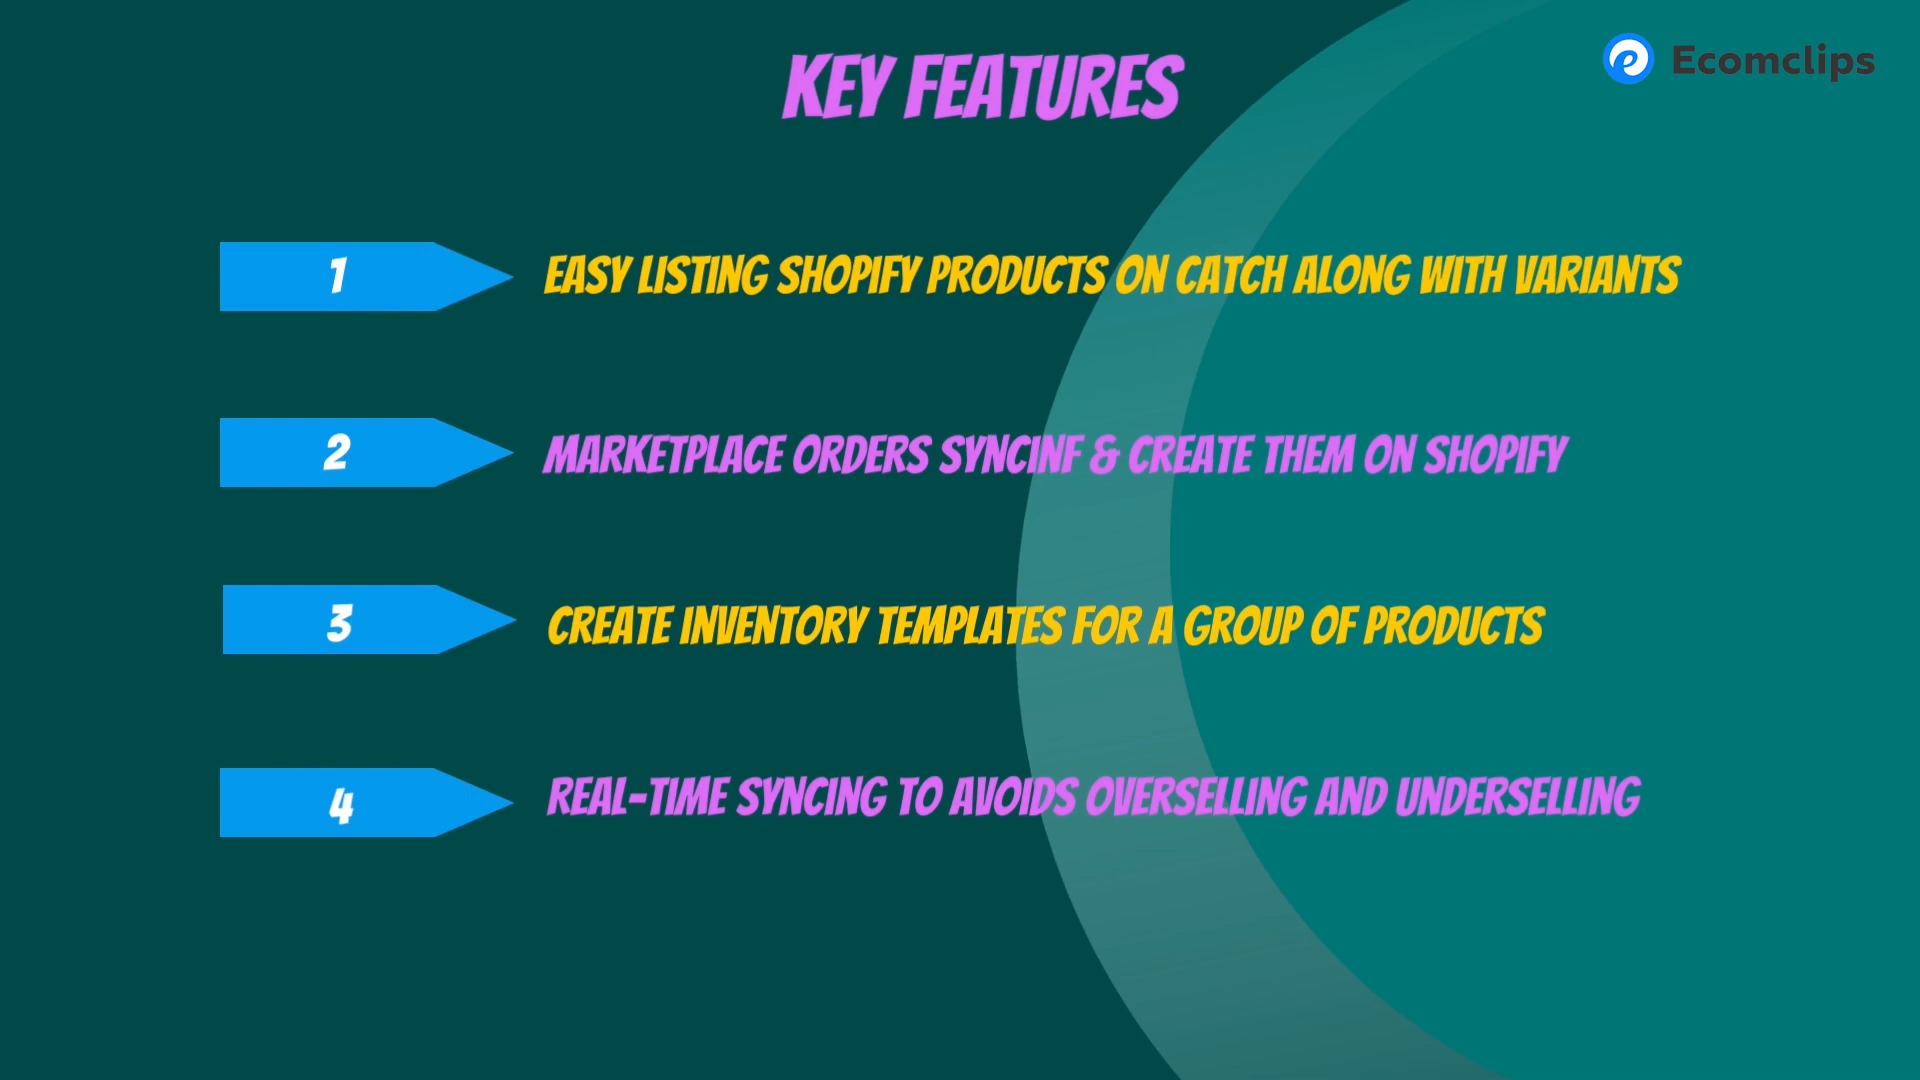 KEY FEATURES
Ecomclips
1
EASY LISTING SHOPIFY PRODUCTS ON CATCH ALONG WITH VARIANTS
2
MARKETPLACE ORDERS SYNCINF & CREATE THEM ON SHOPIFY
3
CREATE INVENTORY TEMPLATES FOR A GROUP OF PRODUCTS
4
REAL-TIME SYNCING TO AVOIDS OVERSELLING AND UNDERSELLING